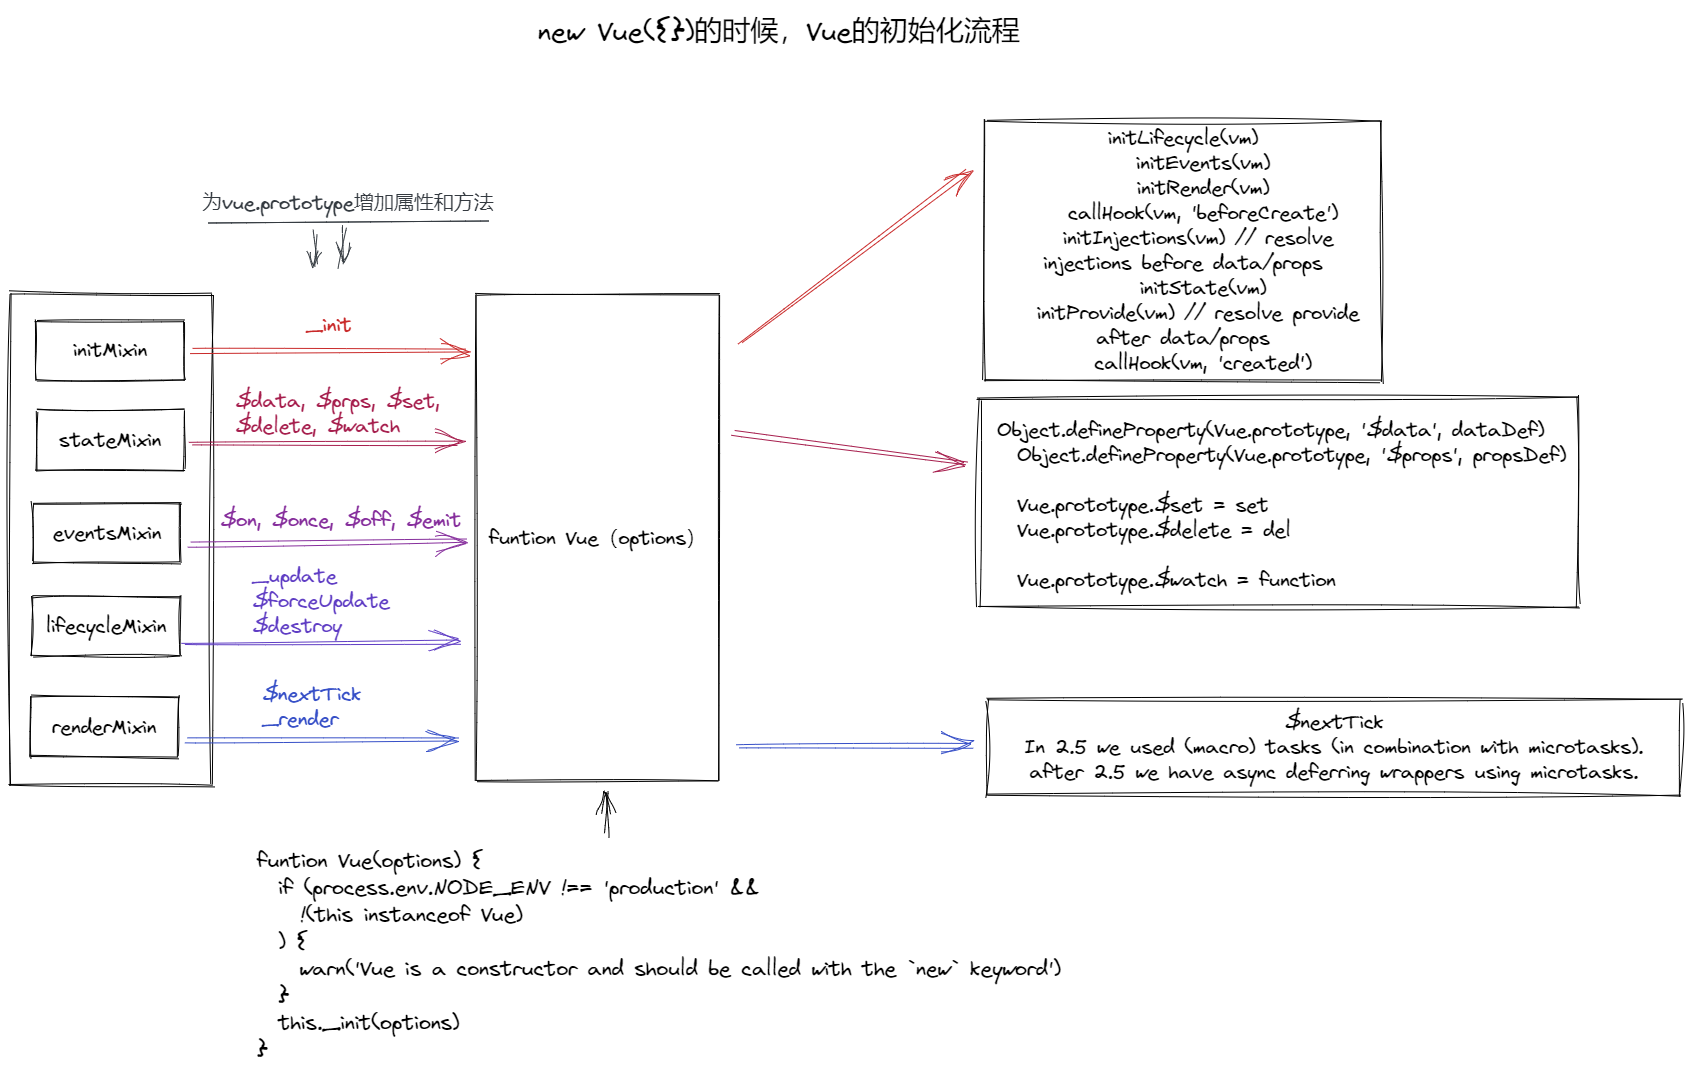 new Vue({})的时候，Vue的初始化流程
为vue.prototype增加属性和方法
initMixin
stateMixin
eventsMixin
lifecycleMixin
renderMixin
_init
$data, $prps, $set,
$delete, $watch
$on, $once, $off, $emit
_update
$forceUpdate
$destroy
$nextTick
_render
funtion Vue (options)
initLifecycle(vm)
initEvents(vm)
initRender(vm)
callHook(vm, 'beforeCreate')
initInjections(vm) // resolve
injections before data/props
initState(vm)
initProvide(vm) // resolve provide
after data/props
callHook(vm, 'created')
Object.defineProperty(Vue.prototype, '$data', dataDef)
Object.defineProperty(Vue.prototype, '$props', propsDef)
Vue.prototype.$set = set
Vue.prototype.$delete = del
Vue.prototype.$watch = function
$nextTick
In 2.5 we used (macro) tasks (in combination with microtasks).
after 2.5 we have async deferring wrappers using microtasks.
funtion Vue(options) {
if (process.env.NODE_ENV !== 'production' &&
!(this instanceof Vue)
) {
warn('Vue is a constructor and should be called with the `new` keyword')
}
this._init(options)
}